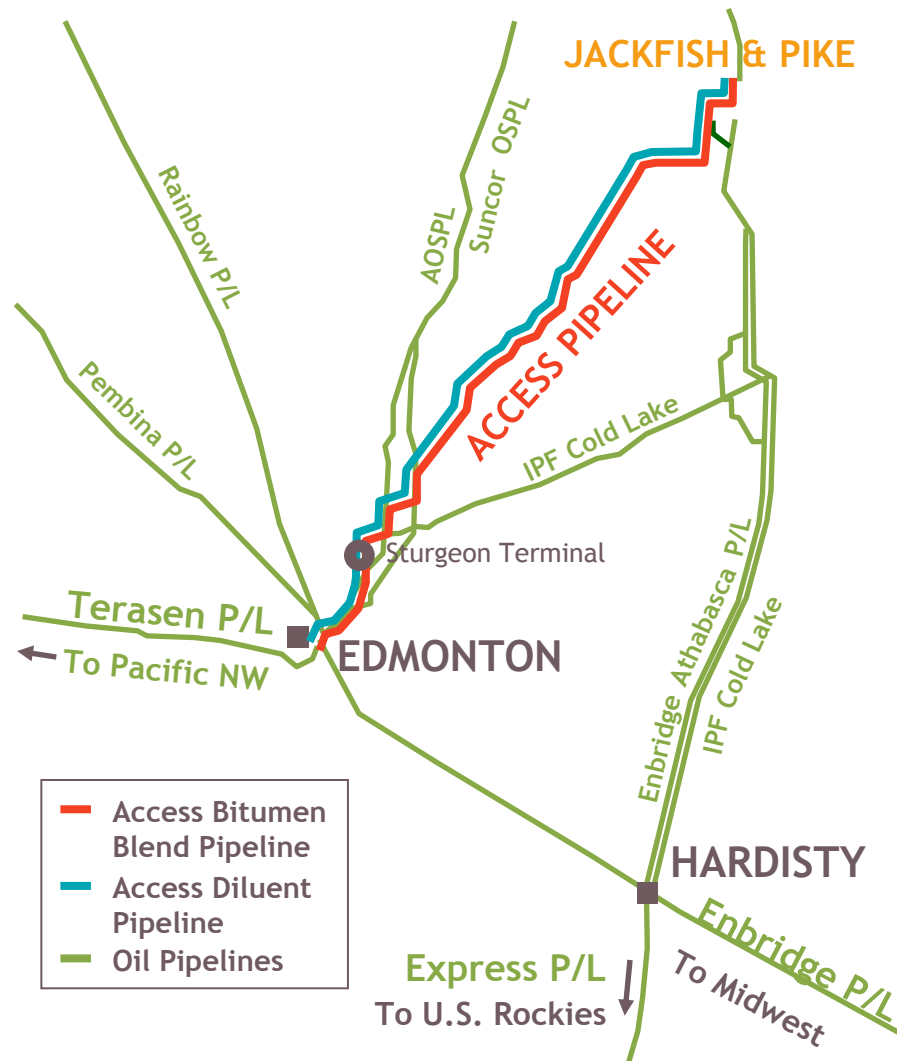 JACKFISH & PIKE
Rainbow P/L
AOSPL
Suncor OSPL
ACCESS PIPELINE
Pembina P/L
IPF Cold Lake
Sturgeon Terminal
Terasen P/L
To Pacific NW
EDMONTON
Enbridge Athabasca P/L
IPF Cold Lake
Access Bitumen
Blend Pipeline
Access Diluent
Pipeline
Oil Pipelines
HARDISTY
Enbridge P/L
To Midwest
Express P/L
To U.S. Rockies